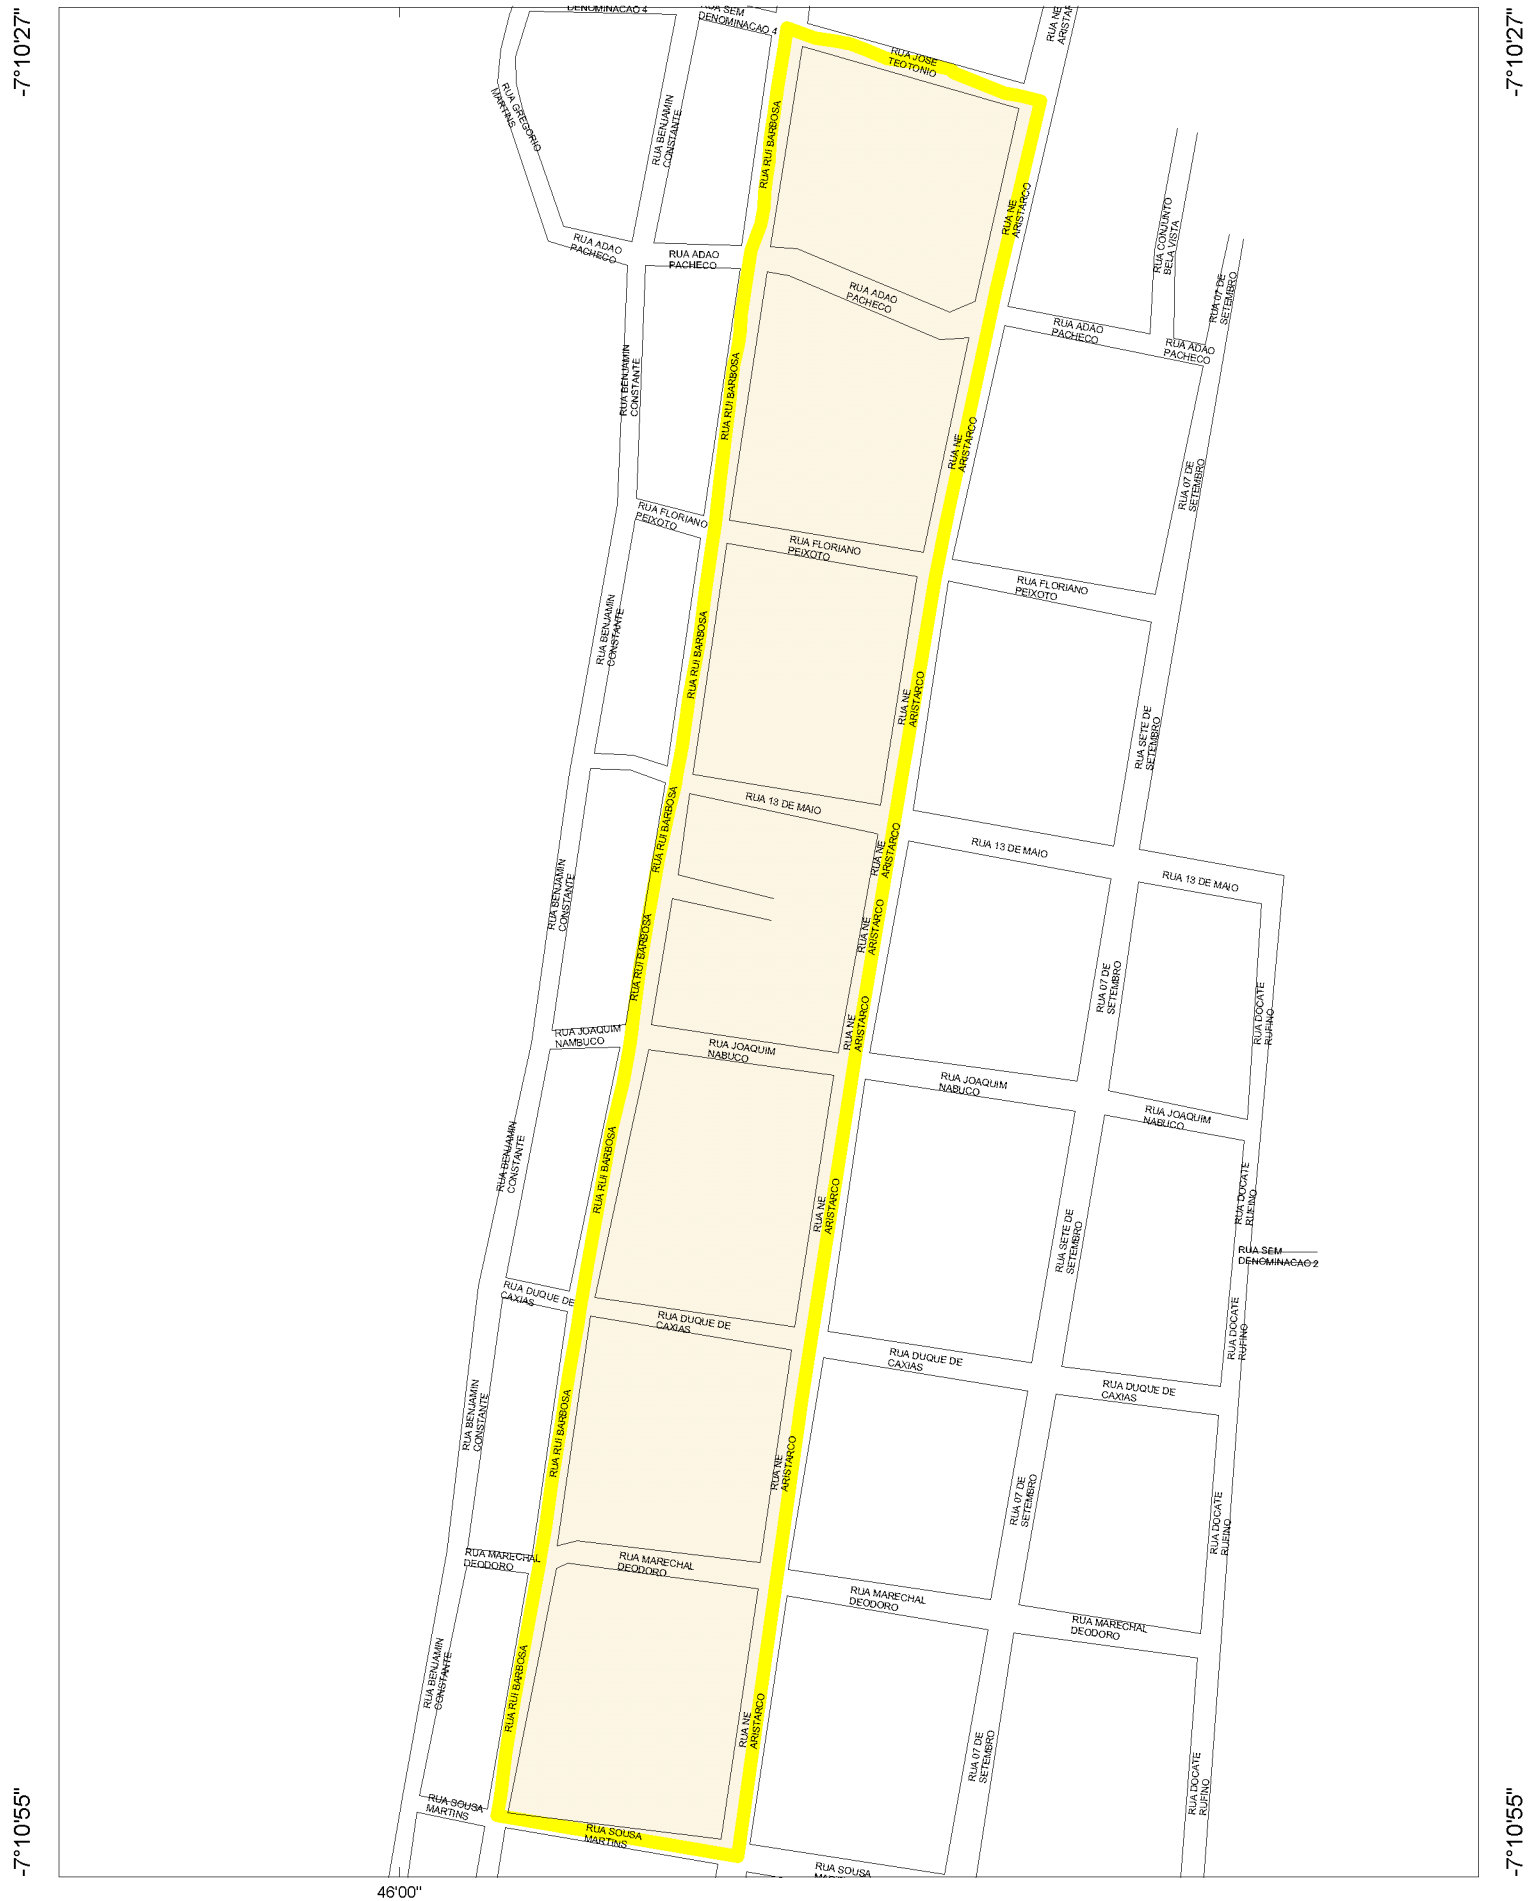 -7°10'27"
-7°10'27"
DENOMINACAO 4
RUA SEM
DENOMINACAO 4
RUA NE
RUA JOSE
TEOTONIO
RUA GREGORIO
MARTINS
RUA BENJAMIN
CONSTANTE
RUA RUI BARBOSA
RUA NE
ARISTARCO
RUA CONJUNTO
BELA VISTA
RUA ADAO
PACHECO
RUA ADAO
PACHECO
RUA ADAO
PACHECO
RUA 07 DE
SETEMBRO
RUA ADAO
PACHECO
RUA ADAO
PACHECO
RUA BENJAMIN
CONSTANTE
RUA RUI BARBOSA
RUA NE
ARISTARCO
RUA 07 DE
SETEMBRO
RUA FLORIANO
PEIXOTO
RUA FLORIANO
PEIXOTO
RUA FLORIANO
PEIXOTO
RUA BENJAMIN
CONSTANTE
RUA RUI BARBOSA
RUA NE
ARISTARCO
RUA SETE DE
SETEMBRO
RUA 13 DE MAIO
RUA RUI BARBOSA
RUA NE
ARISTARCO
RUA 13 DE MAIO
RUA 13 DE MAIO
RUA BENJAMIN
CONSTANTE
RUA RUI BARBOSA
RUA NE
ARISTARCO
RUA 07 DE
SETEMBRO
RUA DOCATE
RUFINO
RUA JOAQUIM
NAMBUCO
RUA JOAQUIM
NABUCO
RUA NE
ARISTARCO
RUA JOAQUIM
NABUCO
RUA JOAQUIM
NABUCO
RUA BENJAMIN
CONSTANTE
RUA RUI BARBOSA
RUA NE
ARISTARCO
RUA SETE DE
SETEMBRO
RUA DOCATE
RUFINO
RUA SEM
DENOMINACAO 2
RUA DUQUE DE
CAXIAS
RUA DUQUE DE
CAXIAS
RUA DUQUE DE
CAXIAS
RUA DUQUE DE
CAXIAS
RUA DOCATE
RUFINO
RUA BENJAMIN
CONSTANTE
RUA RUI BARBOSA
RUA NE
ARISTARCO
RUA 07 DE
SETEMBRO
RUA DOCATE
RUFINO
RUA MARECHAL
DEODORO
RUA MARECHAL
DEODORO
RUA MARECHAL
DEODORO
RUA MARECHAL
DEODORO
RUA BENJAMIN
CONSTANTE
RUA RUI BARBOSA
RUA NE
ARISTARCO
RUA 07 DE
SETEMBRO
RUA DOCATE
RUFINO
RUA SOUSA
MARTINS
RUA SOUSA
MARTINS
RUA SOUSA
-7°10'55"
-7°10'55"
46'00"